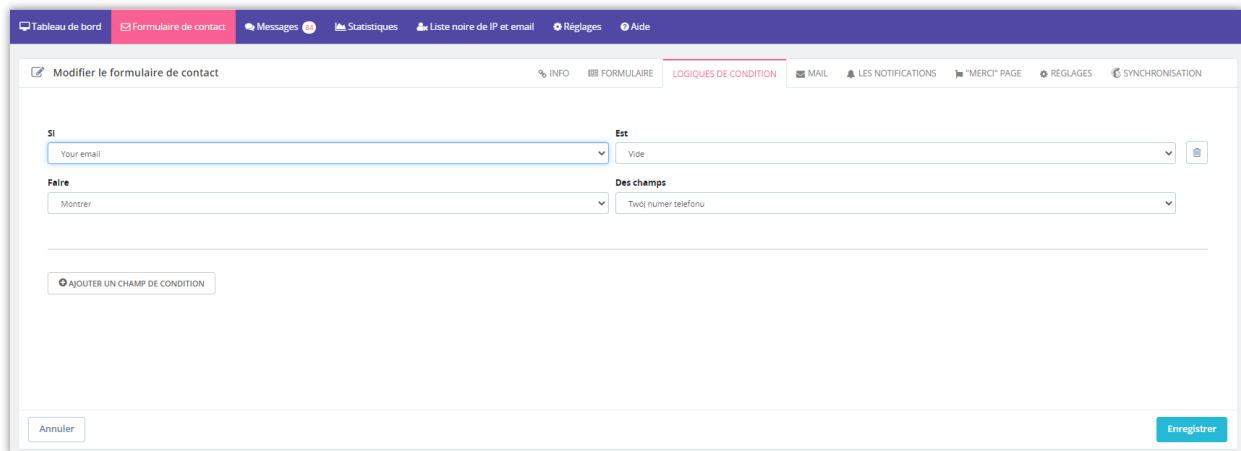 Tableau de bord Formulaire de contact Messages 84 Statistiques Liste noire de IP et email Réglages Aide
Modifier le formulaire de contact INFO FORMULAIRE LOGIQUES DE CONDITION MAIL LES NOTIFICATIONS "MERCI" PAGE RÉGLAGES SYNCHRONISATION
Si Est
Your email Vide
Faire Des champs
Montrer Twój numer telefonu
AJOUTER UN CHAMP DE CONDITION
Annuler Enregistrer